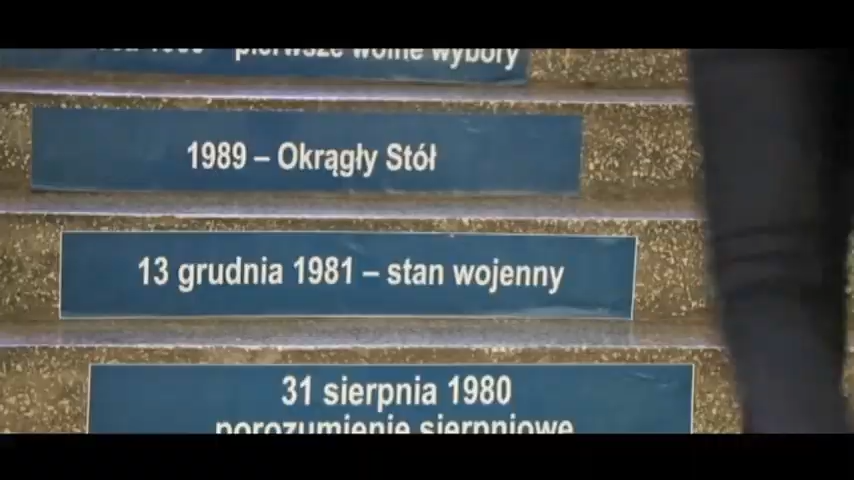 pierwsze wolne wybory
1989 – Okrągły Stół
13 grudnia 1981 – stan wojenny
31 sierpnia 1980
porozumienie sierpniowe